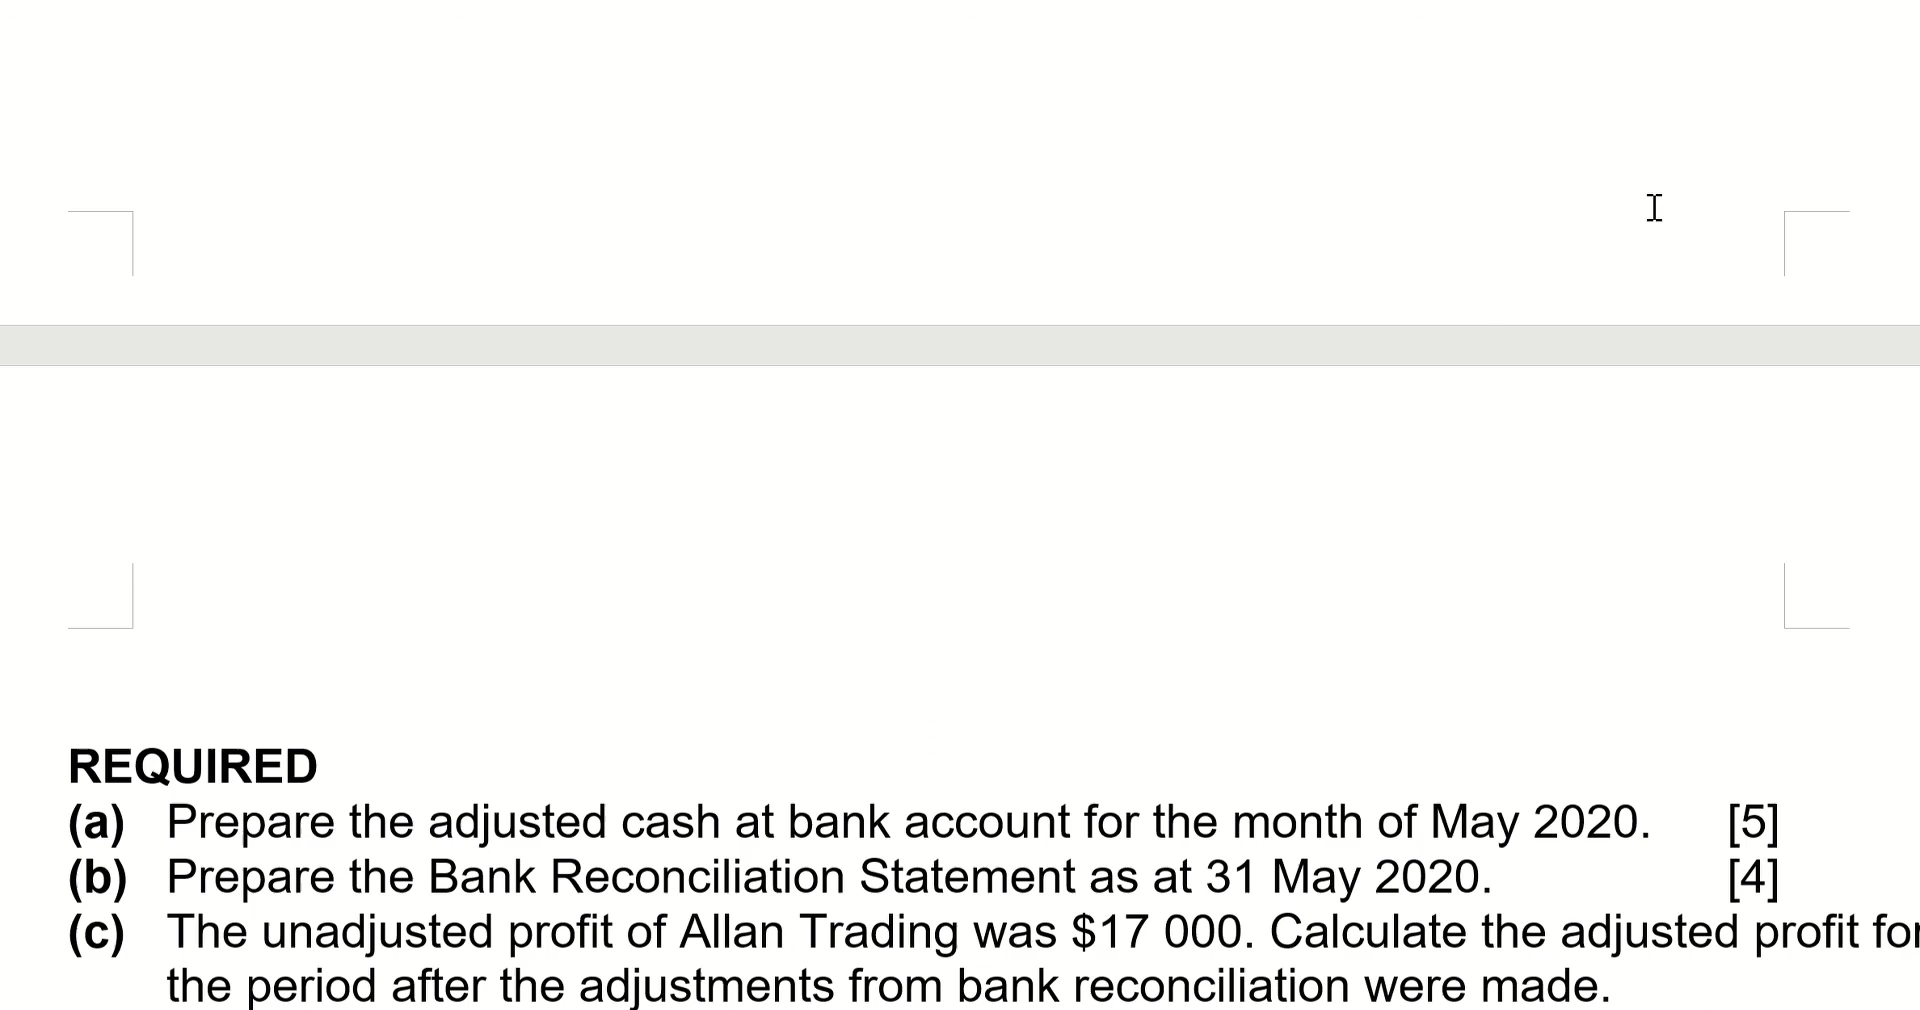 REQUIRED
(a) Prepare the adjusted cash at bank account for the month of May 2020. [5]
(b) Prepare the Bank Reconciliation Statement as at 31 May 2020. [4]
(c) The unadjusted profit of Allan Trading was $17 000. Calculate the adjusted profit for
the period after the adjustments from bank reconciliation were made.